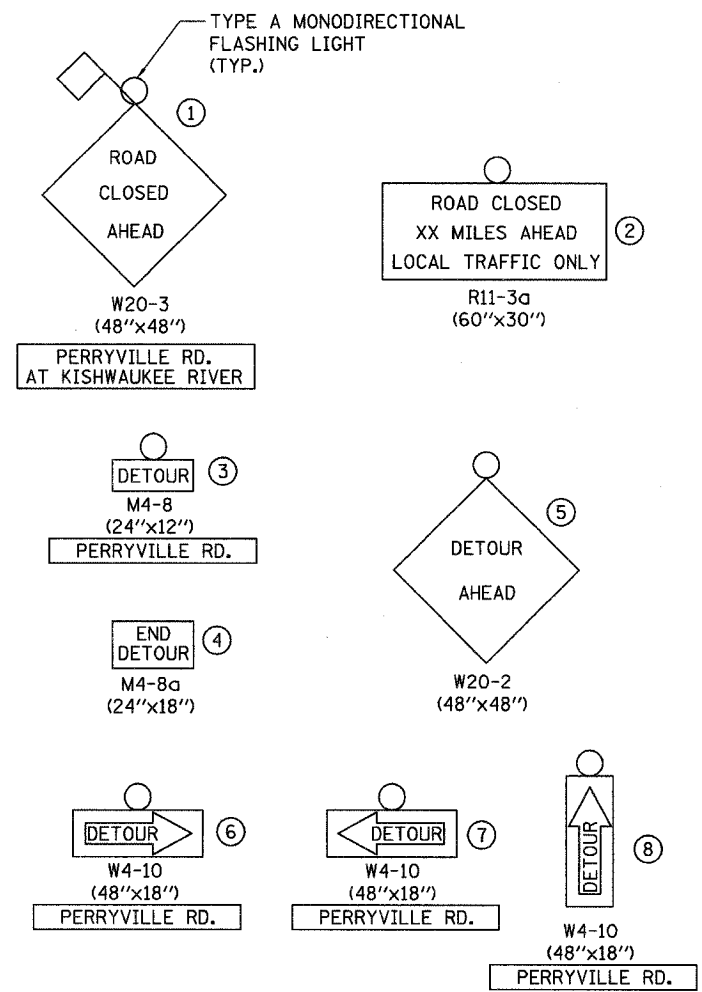 TYPE A MONODIRECTIONAL
FLASHING LIGHT
(TYP.)
1
ROAD
CLOSED
AHEAD
W20-3
(48"x48")
PERRYVILLE RD.
AT KISHWAUKEE RIVER
ROAD CLOSED
XX MILES AHEAD
LOCAL TRAFFIC ONLY
2
R11-3a
(60"x30")
DETOUR
3
M4-8
(24"x12")
PERRYVILLE RD.
END
DETOUR
4
M4-8a
(24"x18")
5
DETOUR
AHEAD
W20-2
(48"x48")
DETOUR
6
W4-10
(48"x18")
PERRYVILLE RD.
DETOUR
7
W4-10
(48"x18")
PERRYVILLE RD.
DETOUR
8
W4-10
(48"x18")
PERRYVILLE RD.